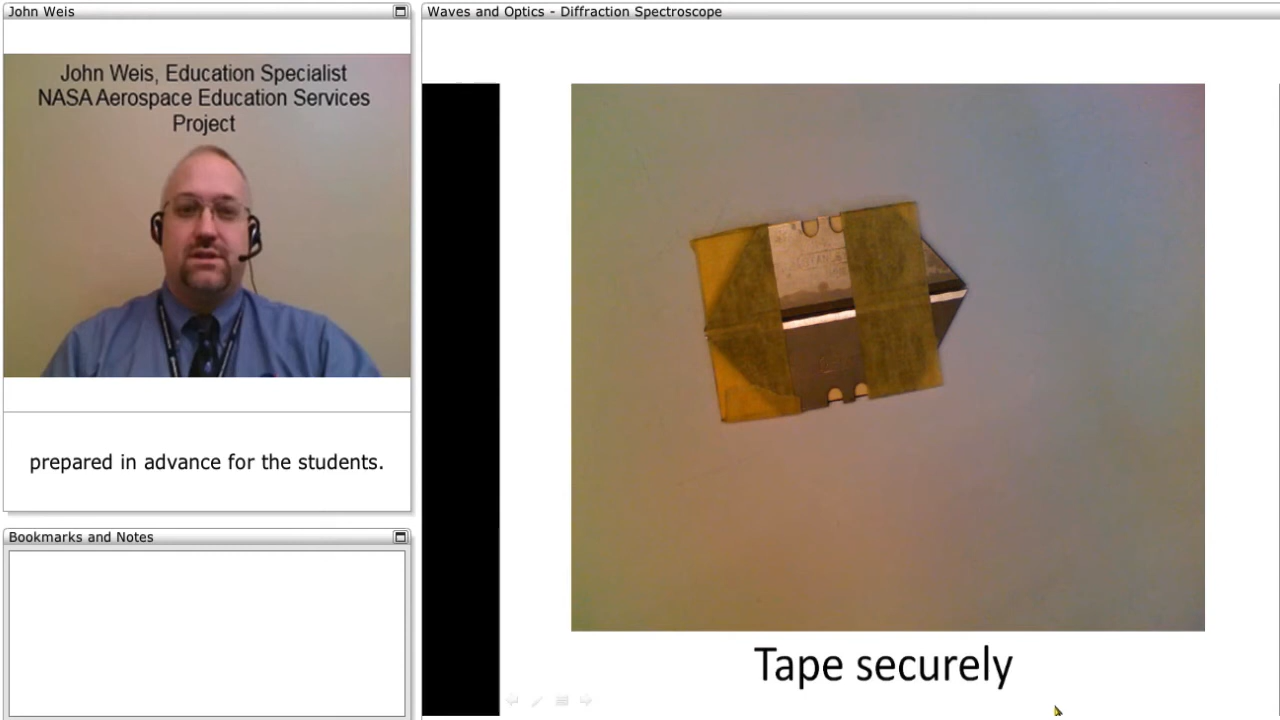 John Weis
Waves and Optics - Diffraction Spectroscope
John Weis, Education Specialist
NASA Aerospace Education Services
Project
prepared in advance for the students.
Bookmarks and Notes
Tape securely